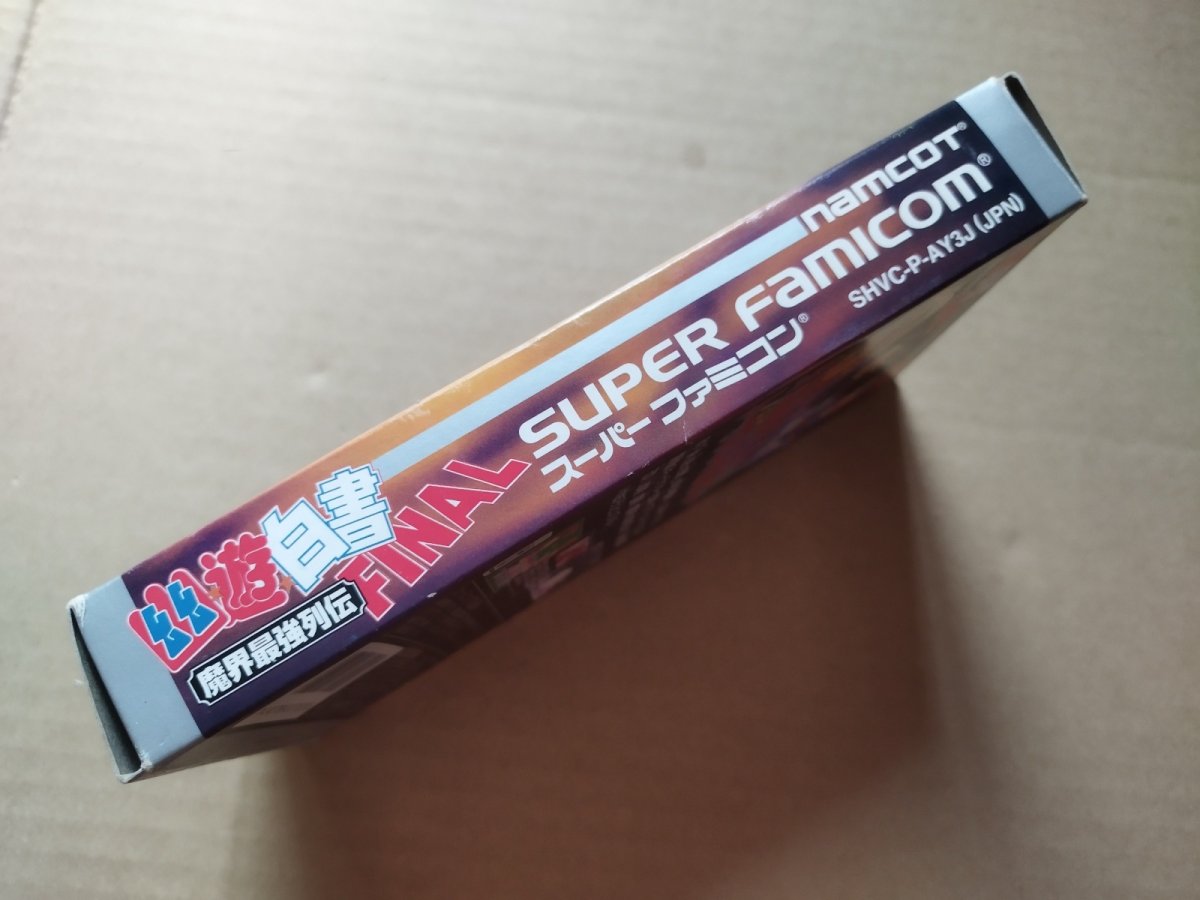 幽☆遊☆白書
FINAL
魔界最強列伝
namcot®
SUPER Famicom®
スーパーファミコン®
SHVC-P-AY3J (JPN)